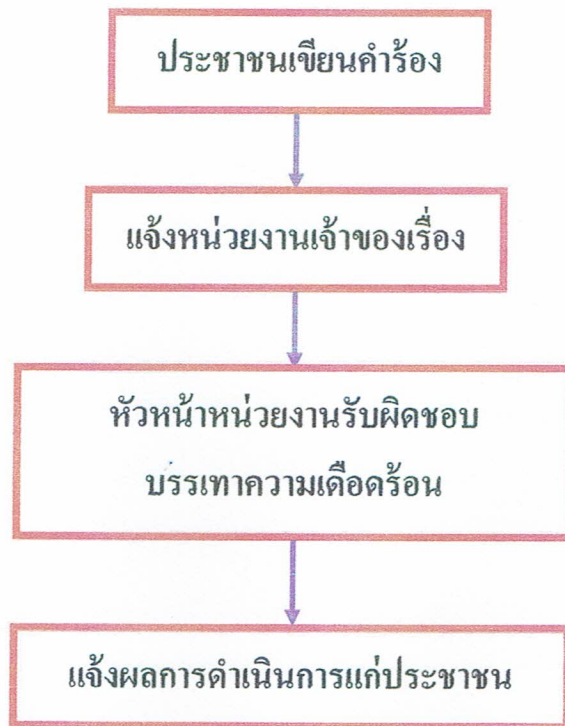 ประชาชนเขียนคำร้อง
แจ้งหน่วยงานเจ้าของเรื่อง
หัวหน้าหน่วยงานรับผิดชอบ
บรรเทาความเดือดร้อน
แจ้งผลการดำเนินการแก่ประชาชน